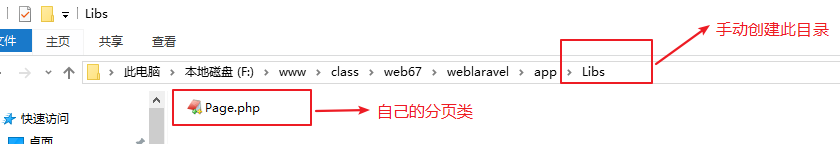 Libs
文件 主页 共享 查看
手动创建此目录
此电脑 › 本地磁盘 (F:) › www › class › web67 › weblaravel › app › Libs
快速访问
Page.php
自己的分页类
桌面